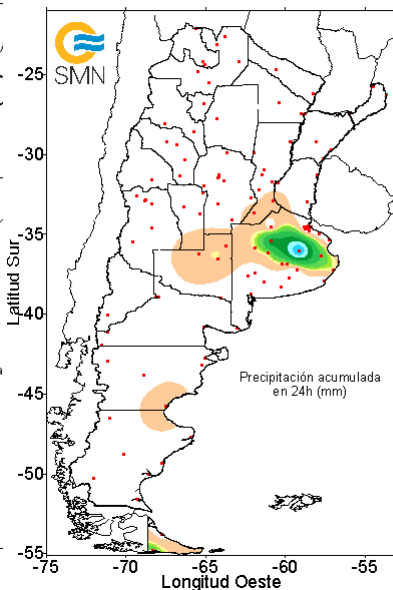 SMN
-25
-30
-35
-40
-45
-50
-55
Latitud Sur
Precipitación acumulada
en 24h (mm)
-75
-70
-65
-60
-55
Longitud Oeste